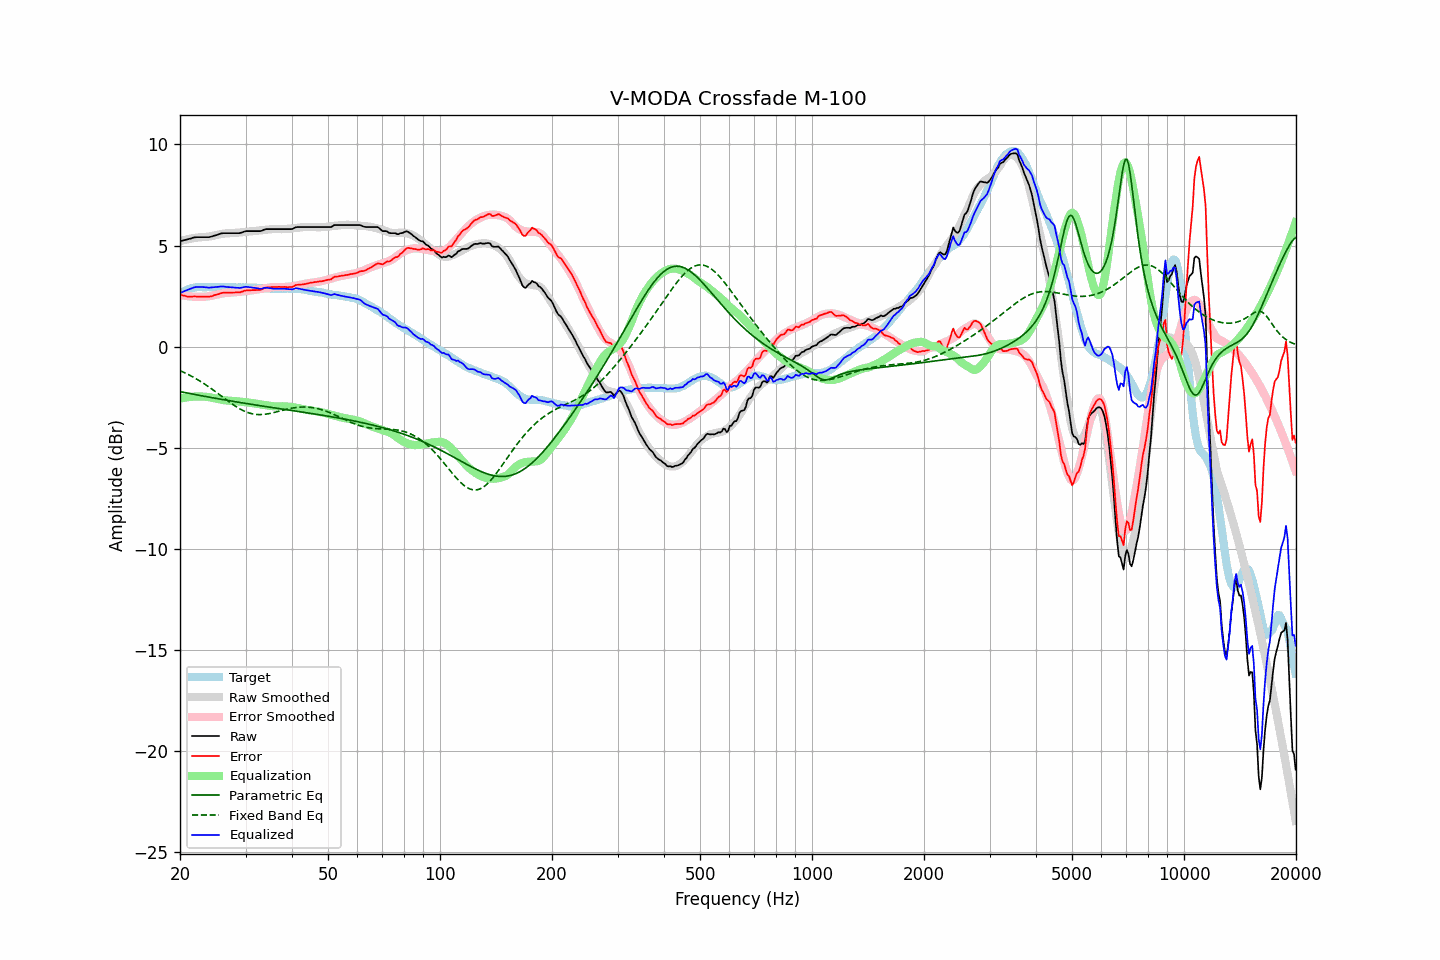 V-MODA Crossfade M-100
Amplitude (dBr)
10
5
0
−5
−10
−15
−20
−25
Target
Raw Smoothed
Error Smoothed
Raw
Error
Equalization
Parametric Eq
Fixed Band Eq
Equalized
20 50 100 200 500 1000 2000 5000 10000 20000
Frequency (Hz)